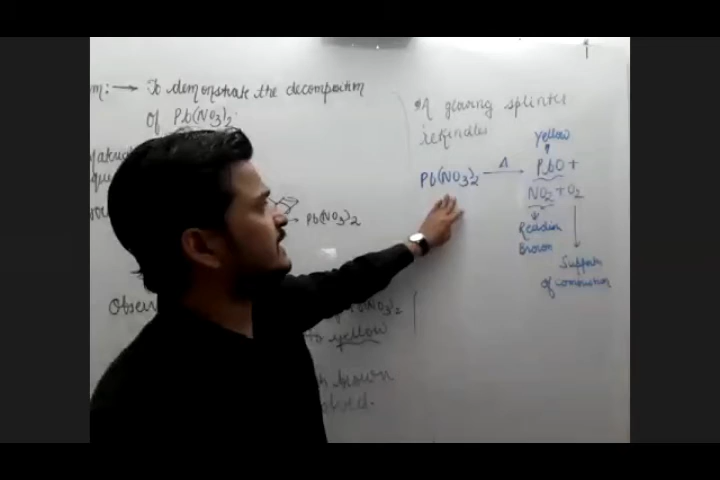 m: → To demonstrate the decomposition
of Pb(NO3)2.
→ Pb(NO3)2
Obser
Pb(NO3)2
to yellow
brown
*A glowing splinter
rekindles
Yellow
Pb(NO3)2 —Δ→ PbO +
NO2 + O2
Reddish
Brown
Supports
of combustion